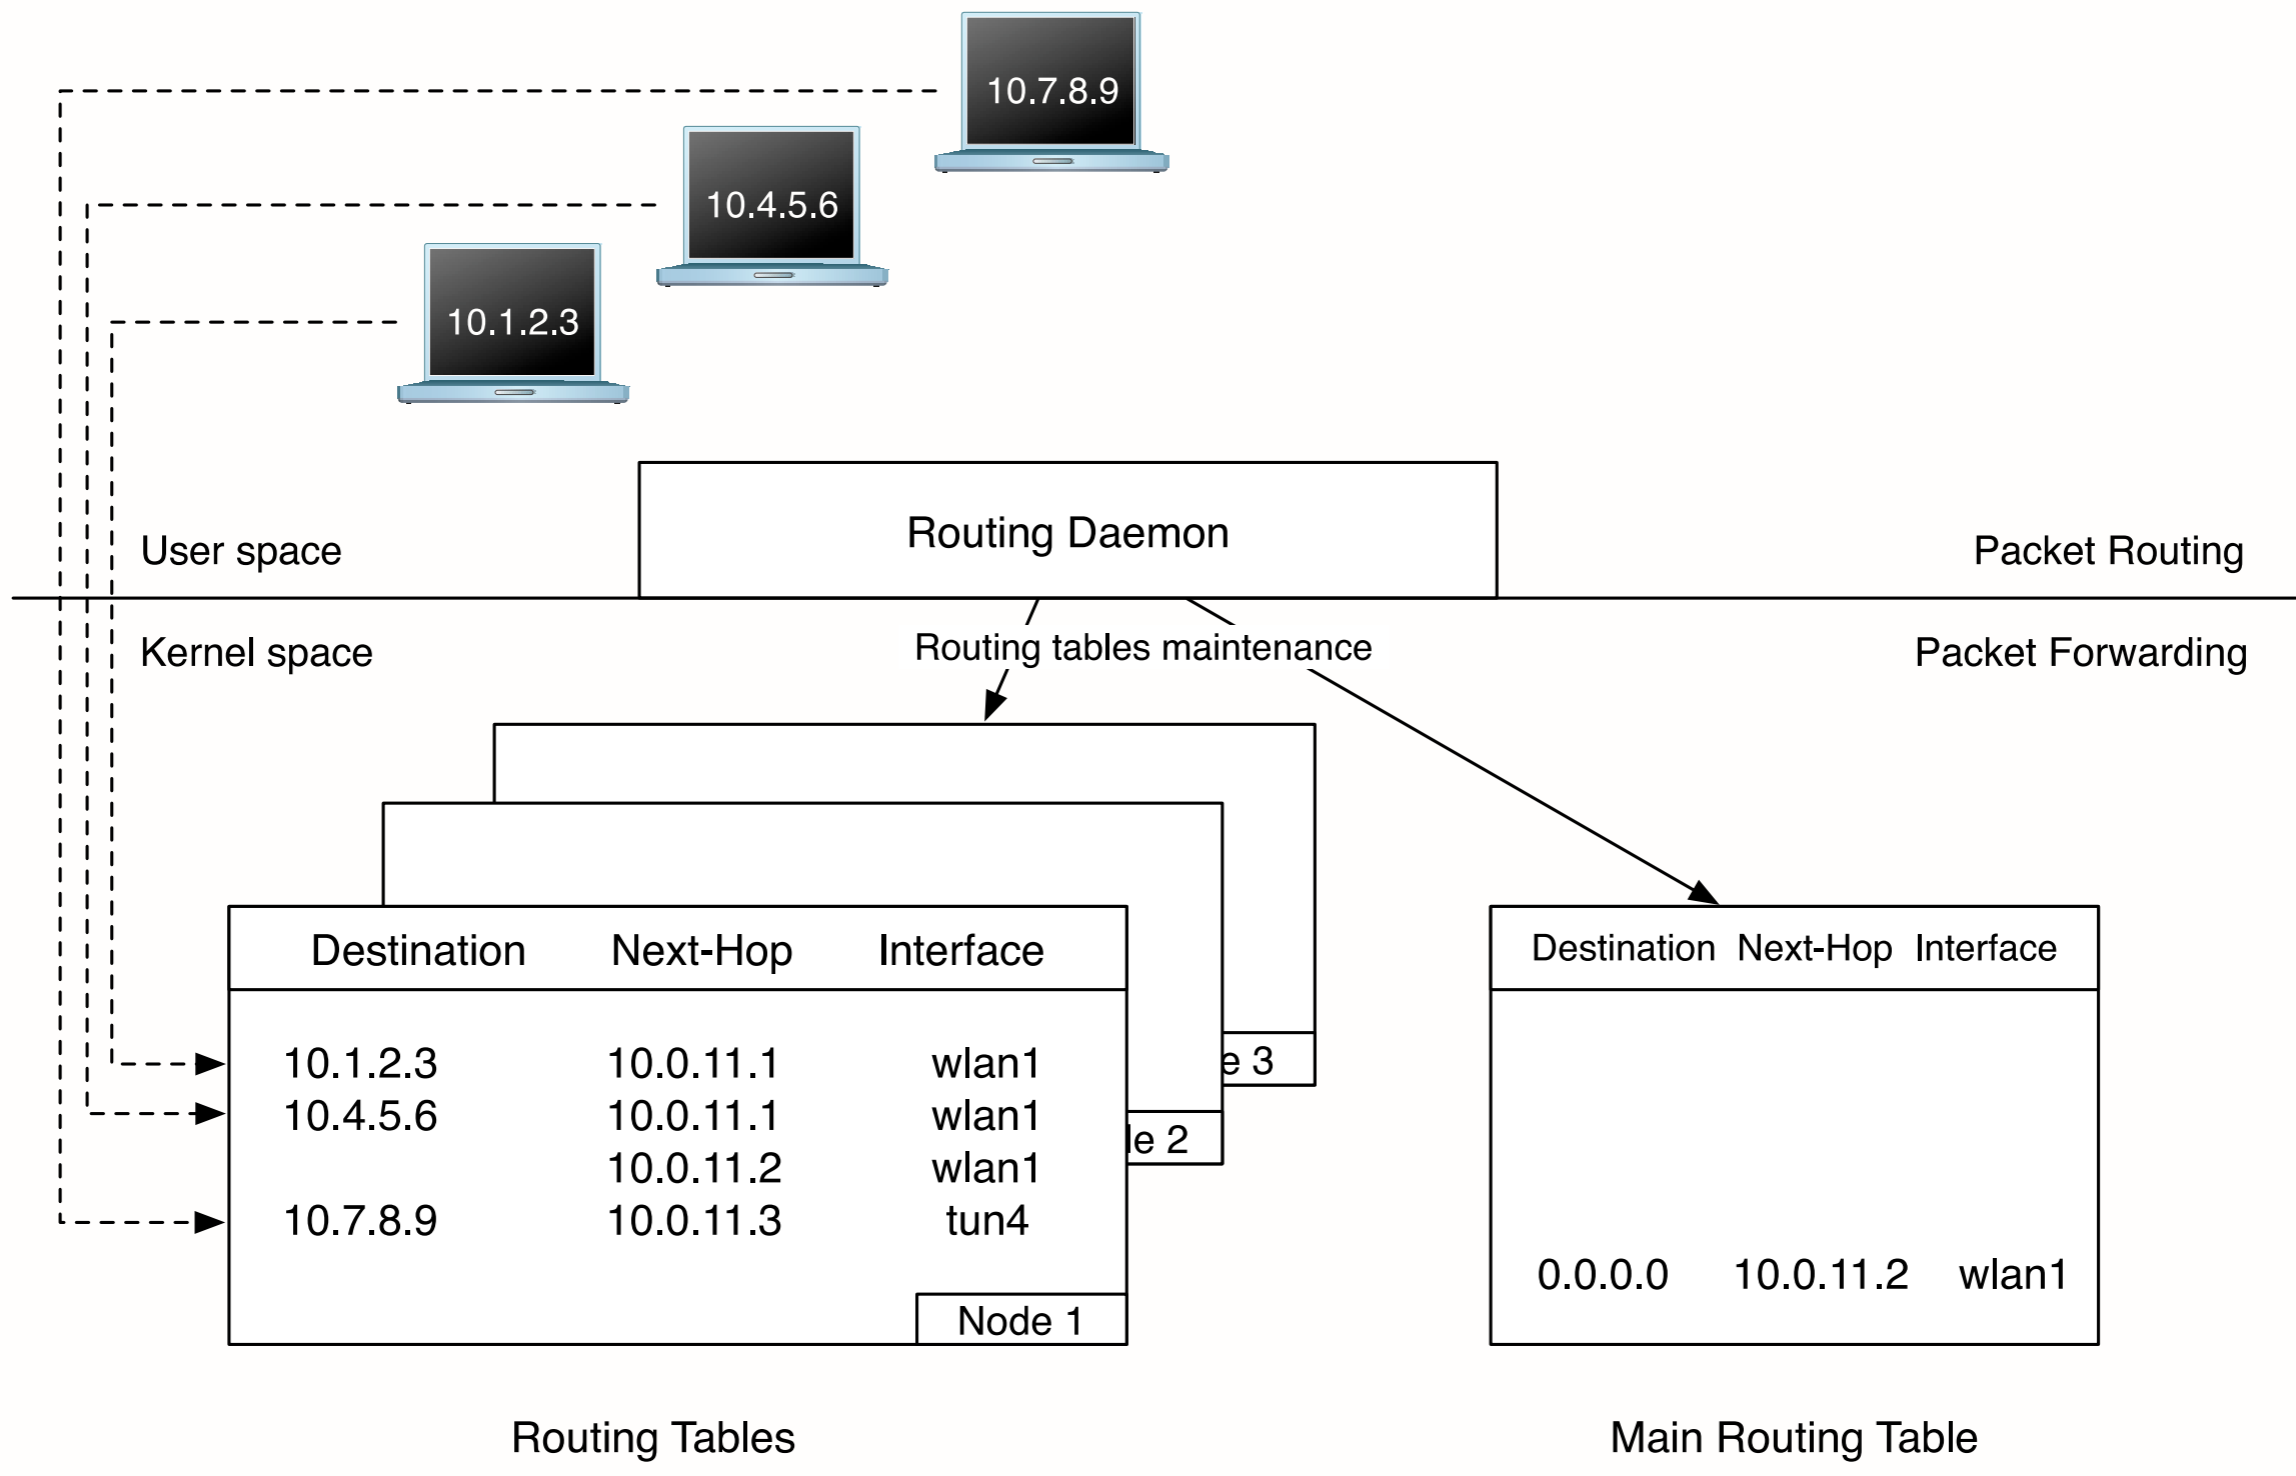 10.7.8.9
10.4.5.6
10.1.2.3
Routing Daemon
User space
Packet Routing
Kernel space
Routing tables maintenance
Packet Forwarding
Destination Next-Hop Interface
10.1.2.3 10.0.11.1 wlan1
10.4.5.6 10.0.11.1 wlan1
10.0.11.2 wlan1
10.7.8.9 10.0.11.3 tun4
Node 1
le 2
e 3
Destination Next-Hop Interface
0.0.0.0 10.0.11.2 wlan1
Routing Tables
Main Routing Table